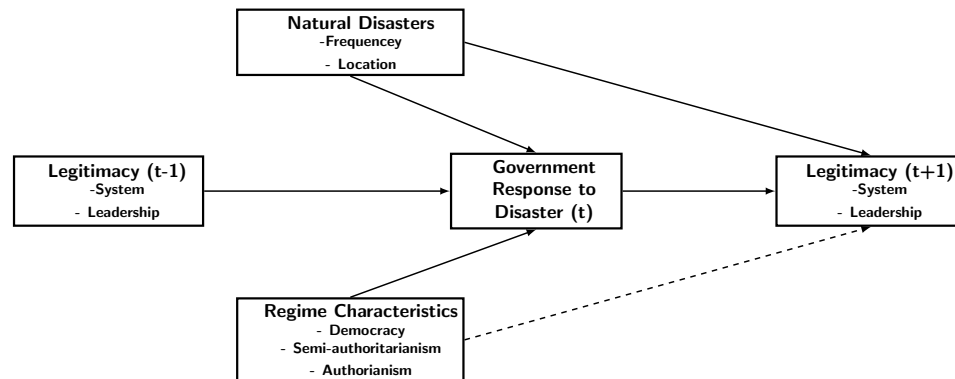 Natural Disasters
-Frequencey
- Location
Legitimacy (t-1)
-System
- Leadership
Government
Response to
Disaster (t)
Legitimacy (t+1)
-System
- Leadership
Regime Characteristics
- Democracy
- Semi-authoritarianism
- Authorianism